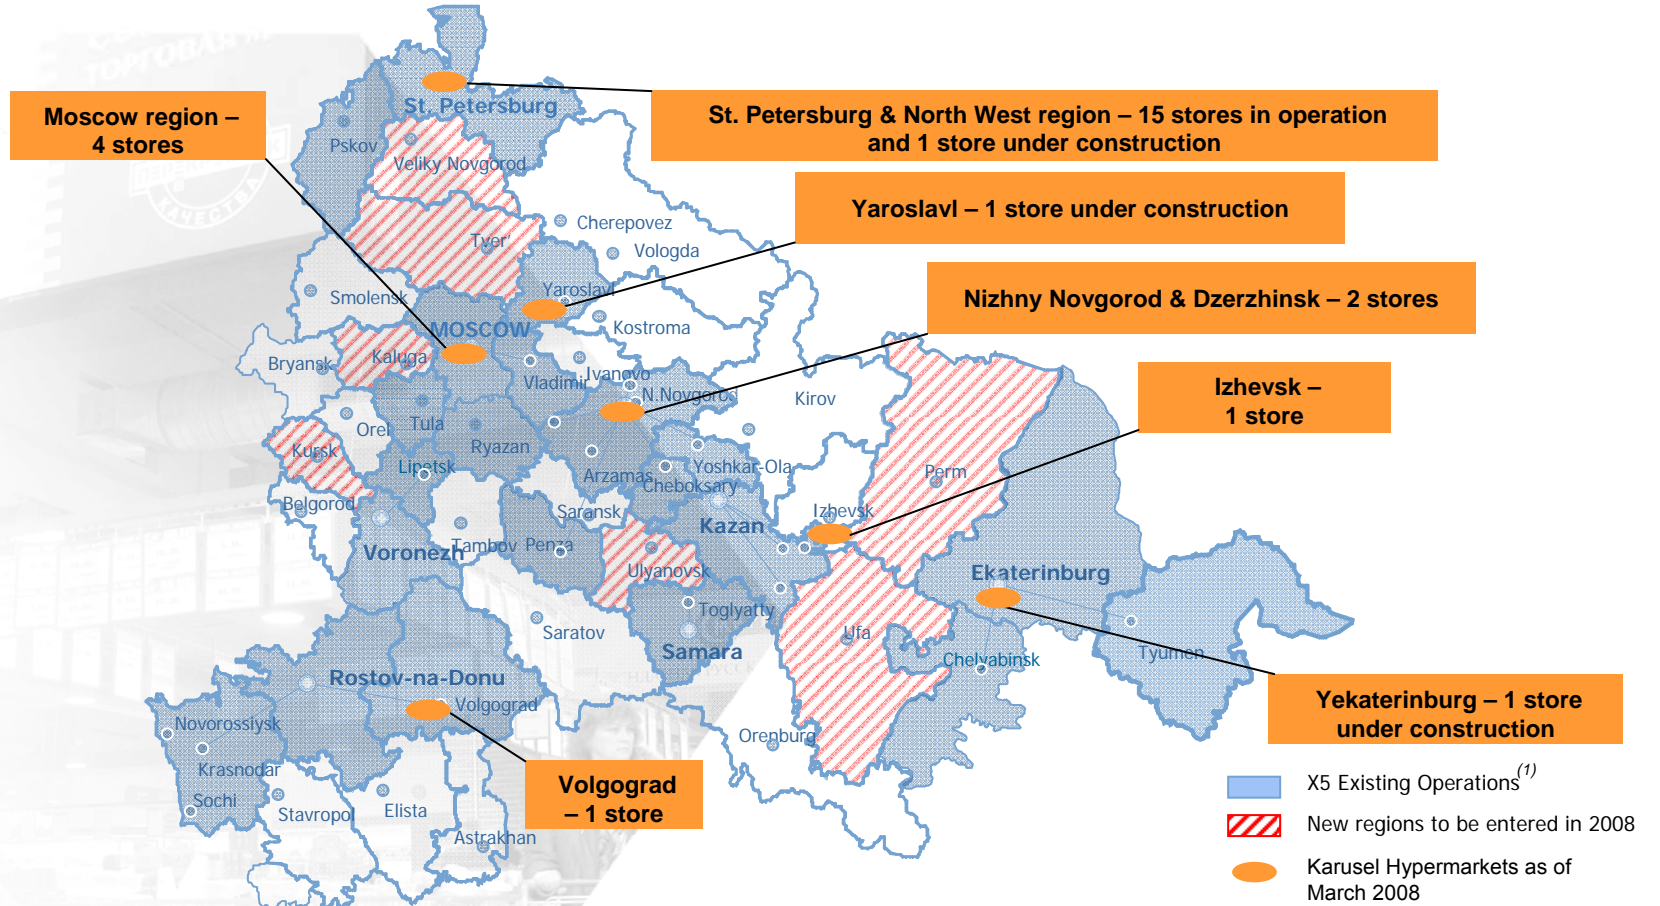 ТОРГОВАЯ
КАЧЕСТВА
St. Petersburg
Moscow region –
4 stores
St. Petersburg & North West region – 15 stores in operation
and 1 store under construction
Pskov
Veliky Novgorod
Yaroslavl – 1 store under construction
Cherepovez
Tver'
Vologda
Nizhny Novgorod & Dzerzhinsk – 2 stores
Smolensk
Yaroslavl
MOSCOW
Kostroma
Bryansk
Kaluga
Vladimir
Ivanovo
N.Novgorod
Kirov
Izhevsk –
1 store
Orel
Tula
Ryazan
Kursk
Lipetsk
Arzamas
Yoshkar-Ola
Cheboksary
Perm
Belgorod
Saransk
Izhevsk
Kazan
Voronezh
Tambov
Penza
Ulyanovsk
Ekaterinburg
Toglyatty
Saratov
Ufa
Samara
Chelyabinsk
Tyumen
Rostov-na-Donu
Volgograd
Yekaterinburg – 1 store
under construction
Novorossiysk
Orenburg
Krasnodar
Sochi
Stavropol
Elista
Astrakhan
Volgograd
– 1 store
X5 Existing Operations(1)
New regions to be entered in 2008
Karusel Hypermarkets as of
March 2008